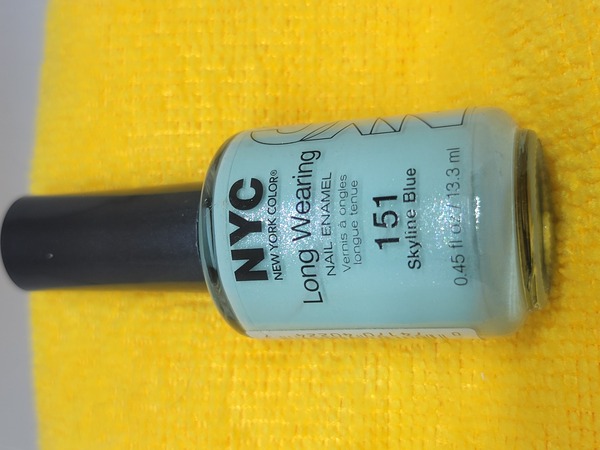 NYC
NEW YORK COLOR®
Long Wearing
NAIL ENAMEL
Vernis à ongles
longue tenue
151
Skyline Blue
0.45 fl oz / 13.3 ml